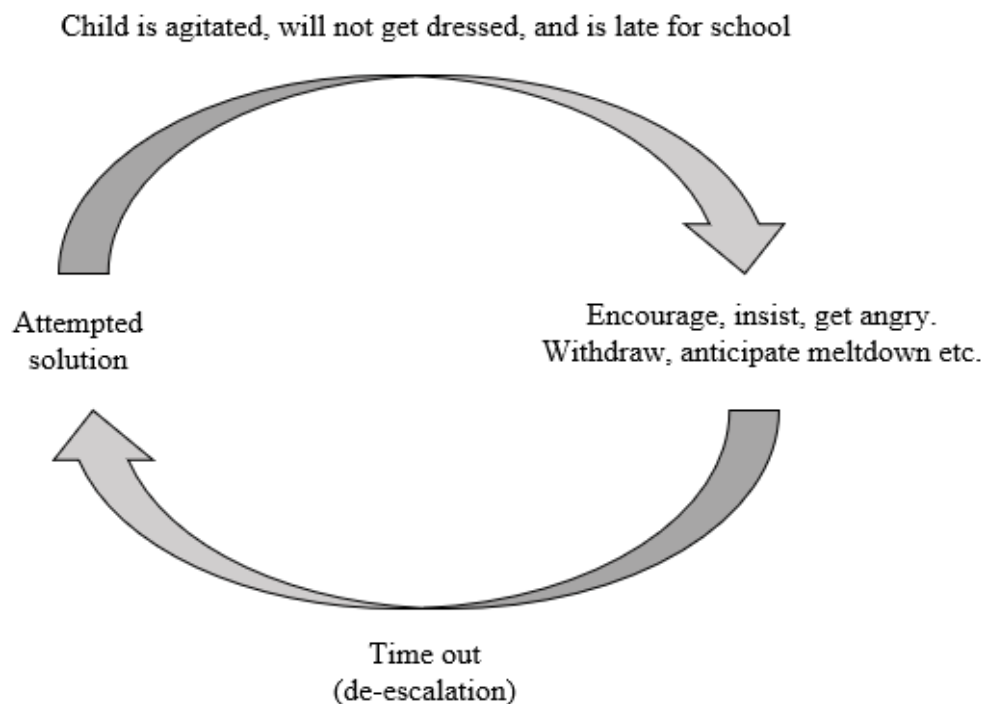 Child is agitated, will not get dressed, and is late for school
Attempted
solution
Encourage, insist, get angry.
Withdraw, anticipate meltdown etc.
Time out
(de-escalation)